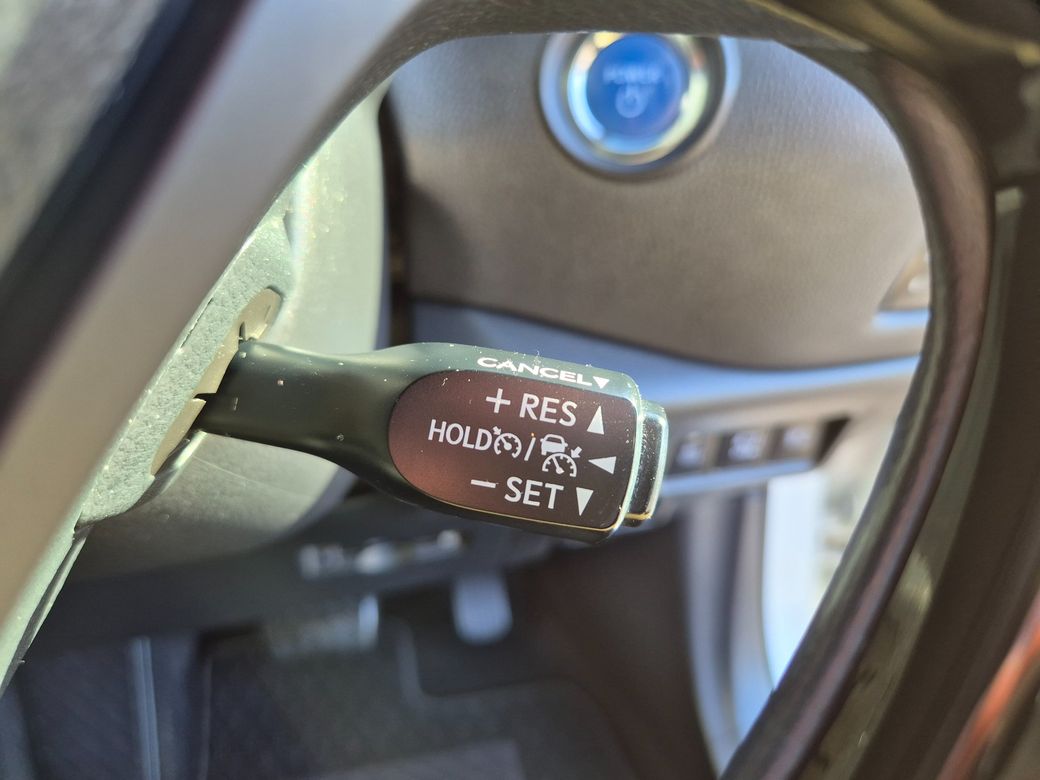 POWER
CANCEL▼
+ RES ▲
HOLD / ◀
− SET ▼